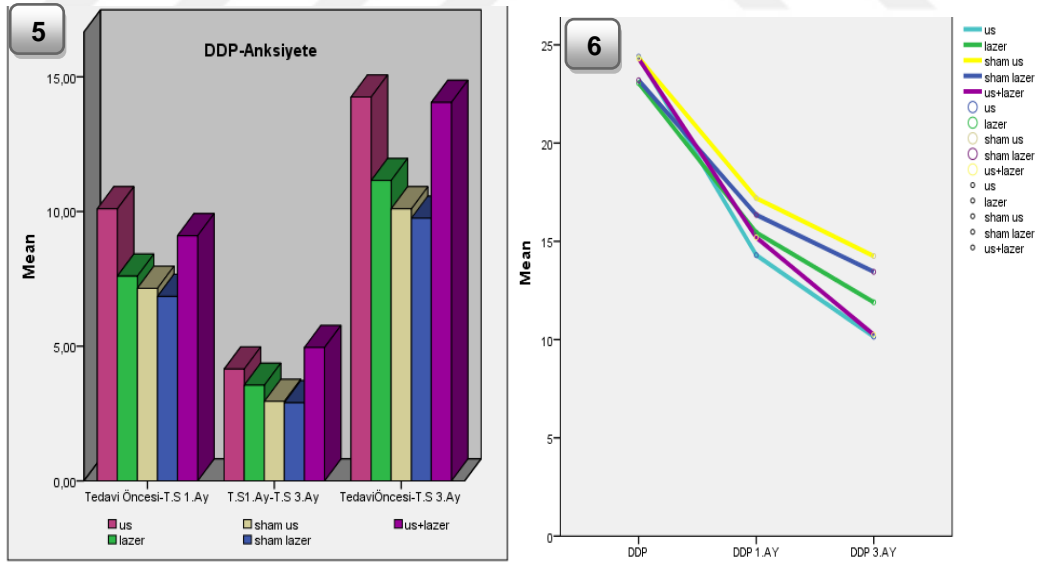 5
DDP-Anksiyete
15,00
10,00
5,00
0,00
Mean
Tedavi Öncesi-T.S 1.Ay T.S1.Ay-T.S 3.Ay TedaviÖncesi-T.S 3.Ay
us sham us us+lazer
lazer sham lazer
6
25
20
15
10
5
0
Mean
DDP DDP 1.AY DDP 3.AY
us
lazer
sham us
sham lazer
us+lazer
us
lazer
sham us
sham lazer
us+lazer
us
lazer
sham us
sham lazer
us+lazer